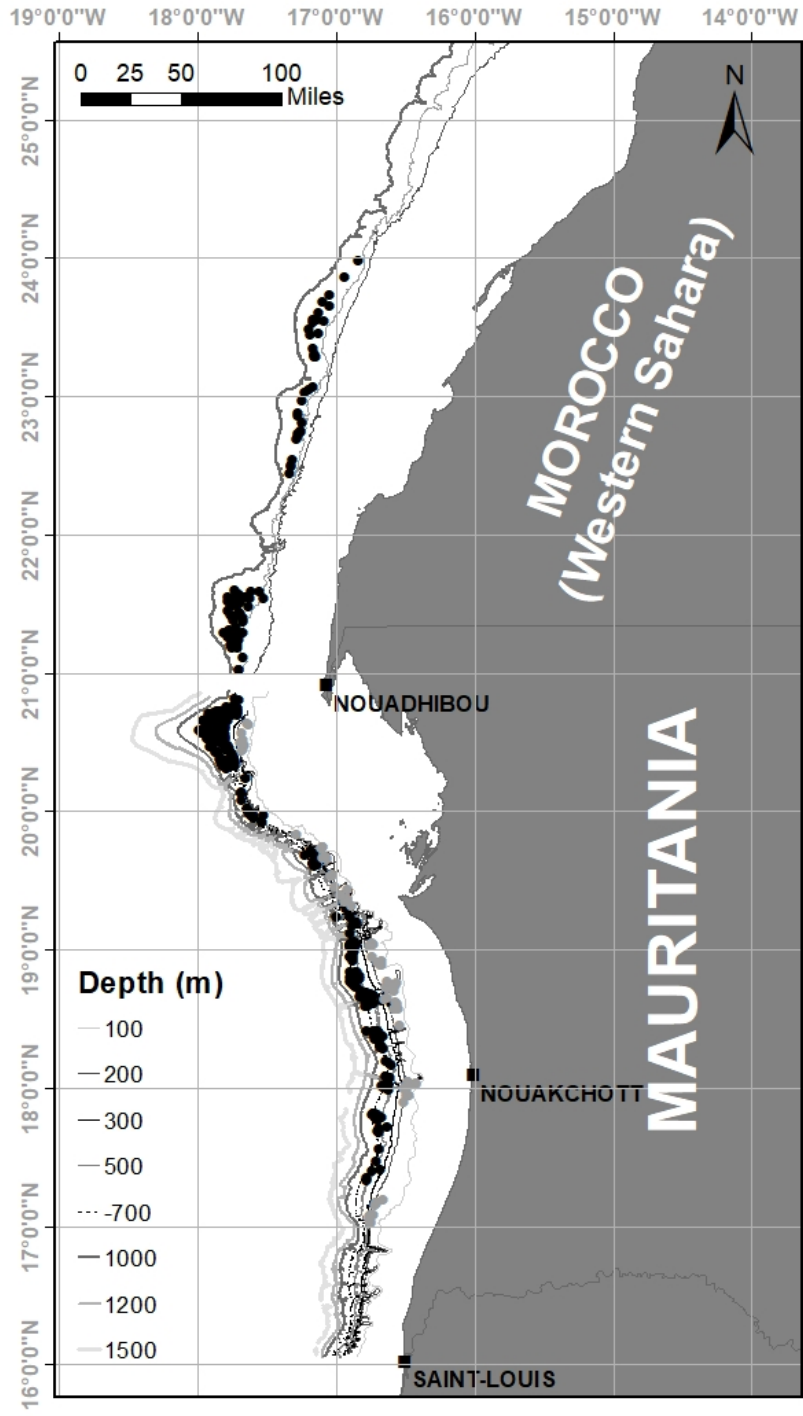 19°0'0"W 18°0'0"W 17°0'0"W 16°0'0"W 15°0'0"W 14°0'0"W
0 25 50 100
Miles
N
25°0'0"N
24°0'0"N
23°0'0"N
22°0'0"N
21°0'0"N
20°0'0"N
19°0'0"N
18°0'0"N
17°0'0"N
16°0'0"N
MOROCCO
(Western Sahara)
NOUADHIBOU
MAURITANIA
NOUAKCHOTT
SAINT-LOUIS
Depth (m)
100
200
300
500
-700
1000
1200
1500